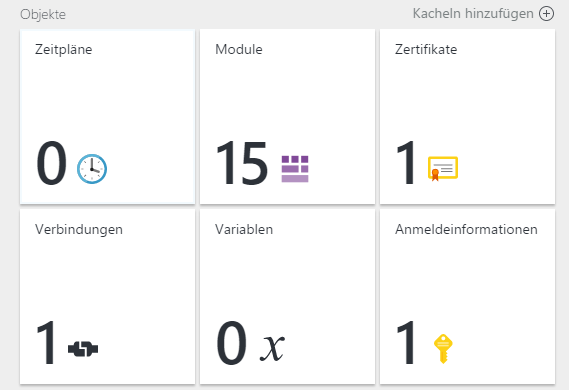 Objekte
Kacheln hinzufügen
Zeitpläne
Module
Zertifikate
0
15
1
Verbindungen
Variablen
Anmeldeinformationen
1
0 x
1